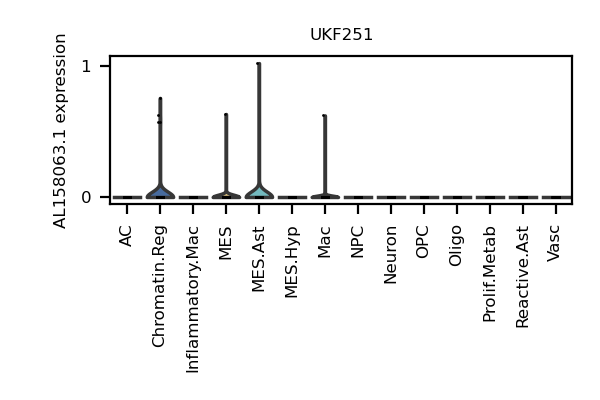 UKF251
AL158063.1 expression
1
0
AC
Chromatin.Reg
Inflammatory.Mac
MES
MES.Ast
MES.Hyp
Mac
NPC
Neuron
OPC
Oligo
Prolif.Metab
Reactive.Ast
Vasc